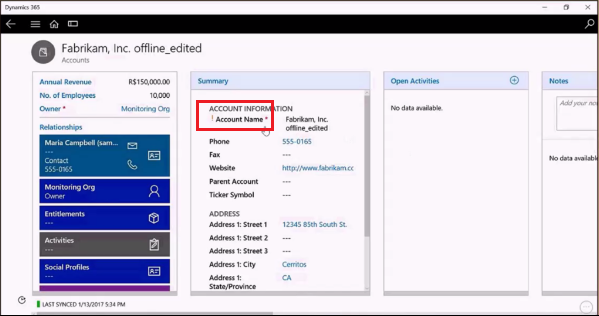 Dynamics 365
Fabrikam, Inc. offline_edited
Accounts
Annual Revenue R$150,000.00
No. of Employees 10,000
Owner * Monitoring Org
Relationships
Maria Campbell (sam...
---
Contact
555-0165
Monitoring Org
Owner
Entitlements
---
Activities
---
Social Profiles
---
Summary
ACCOUNT INFORMATION
! Account Name * Fabrikam, Inc.
offline_edited
Phone 555-0165
Fax ---
Website http://www.fabrikam.cc
Parent Account ---
Ticker Symbol ---
ADDRESS
Address 1: Street 1 12345 85th South St.
Address 1: Street 2 ---
Address 1: Street 3 ---
Address 1: City Cerritos
Address 1: CA
State/Province
Open Activities
No data available.
Notes
Add your not
No data available
LAST SYNCED 1/13/2017 5:34 PM